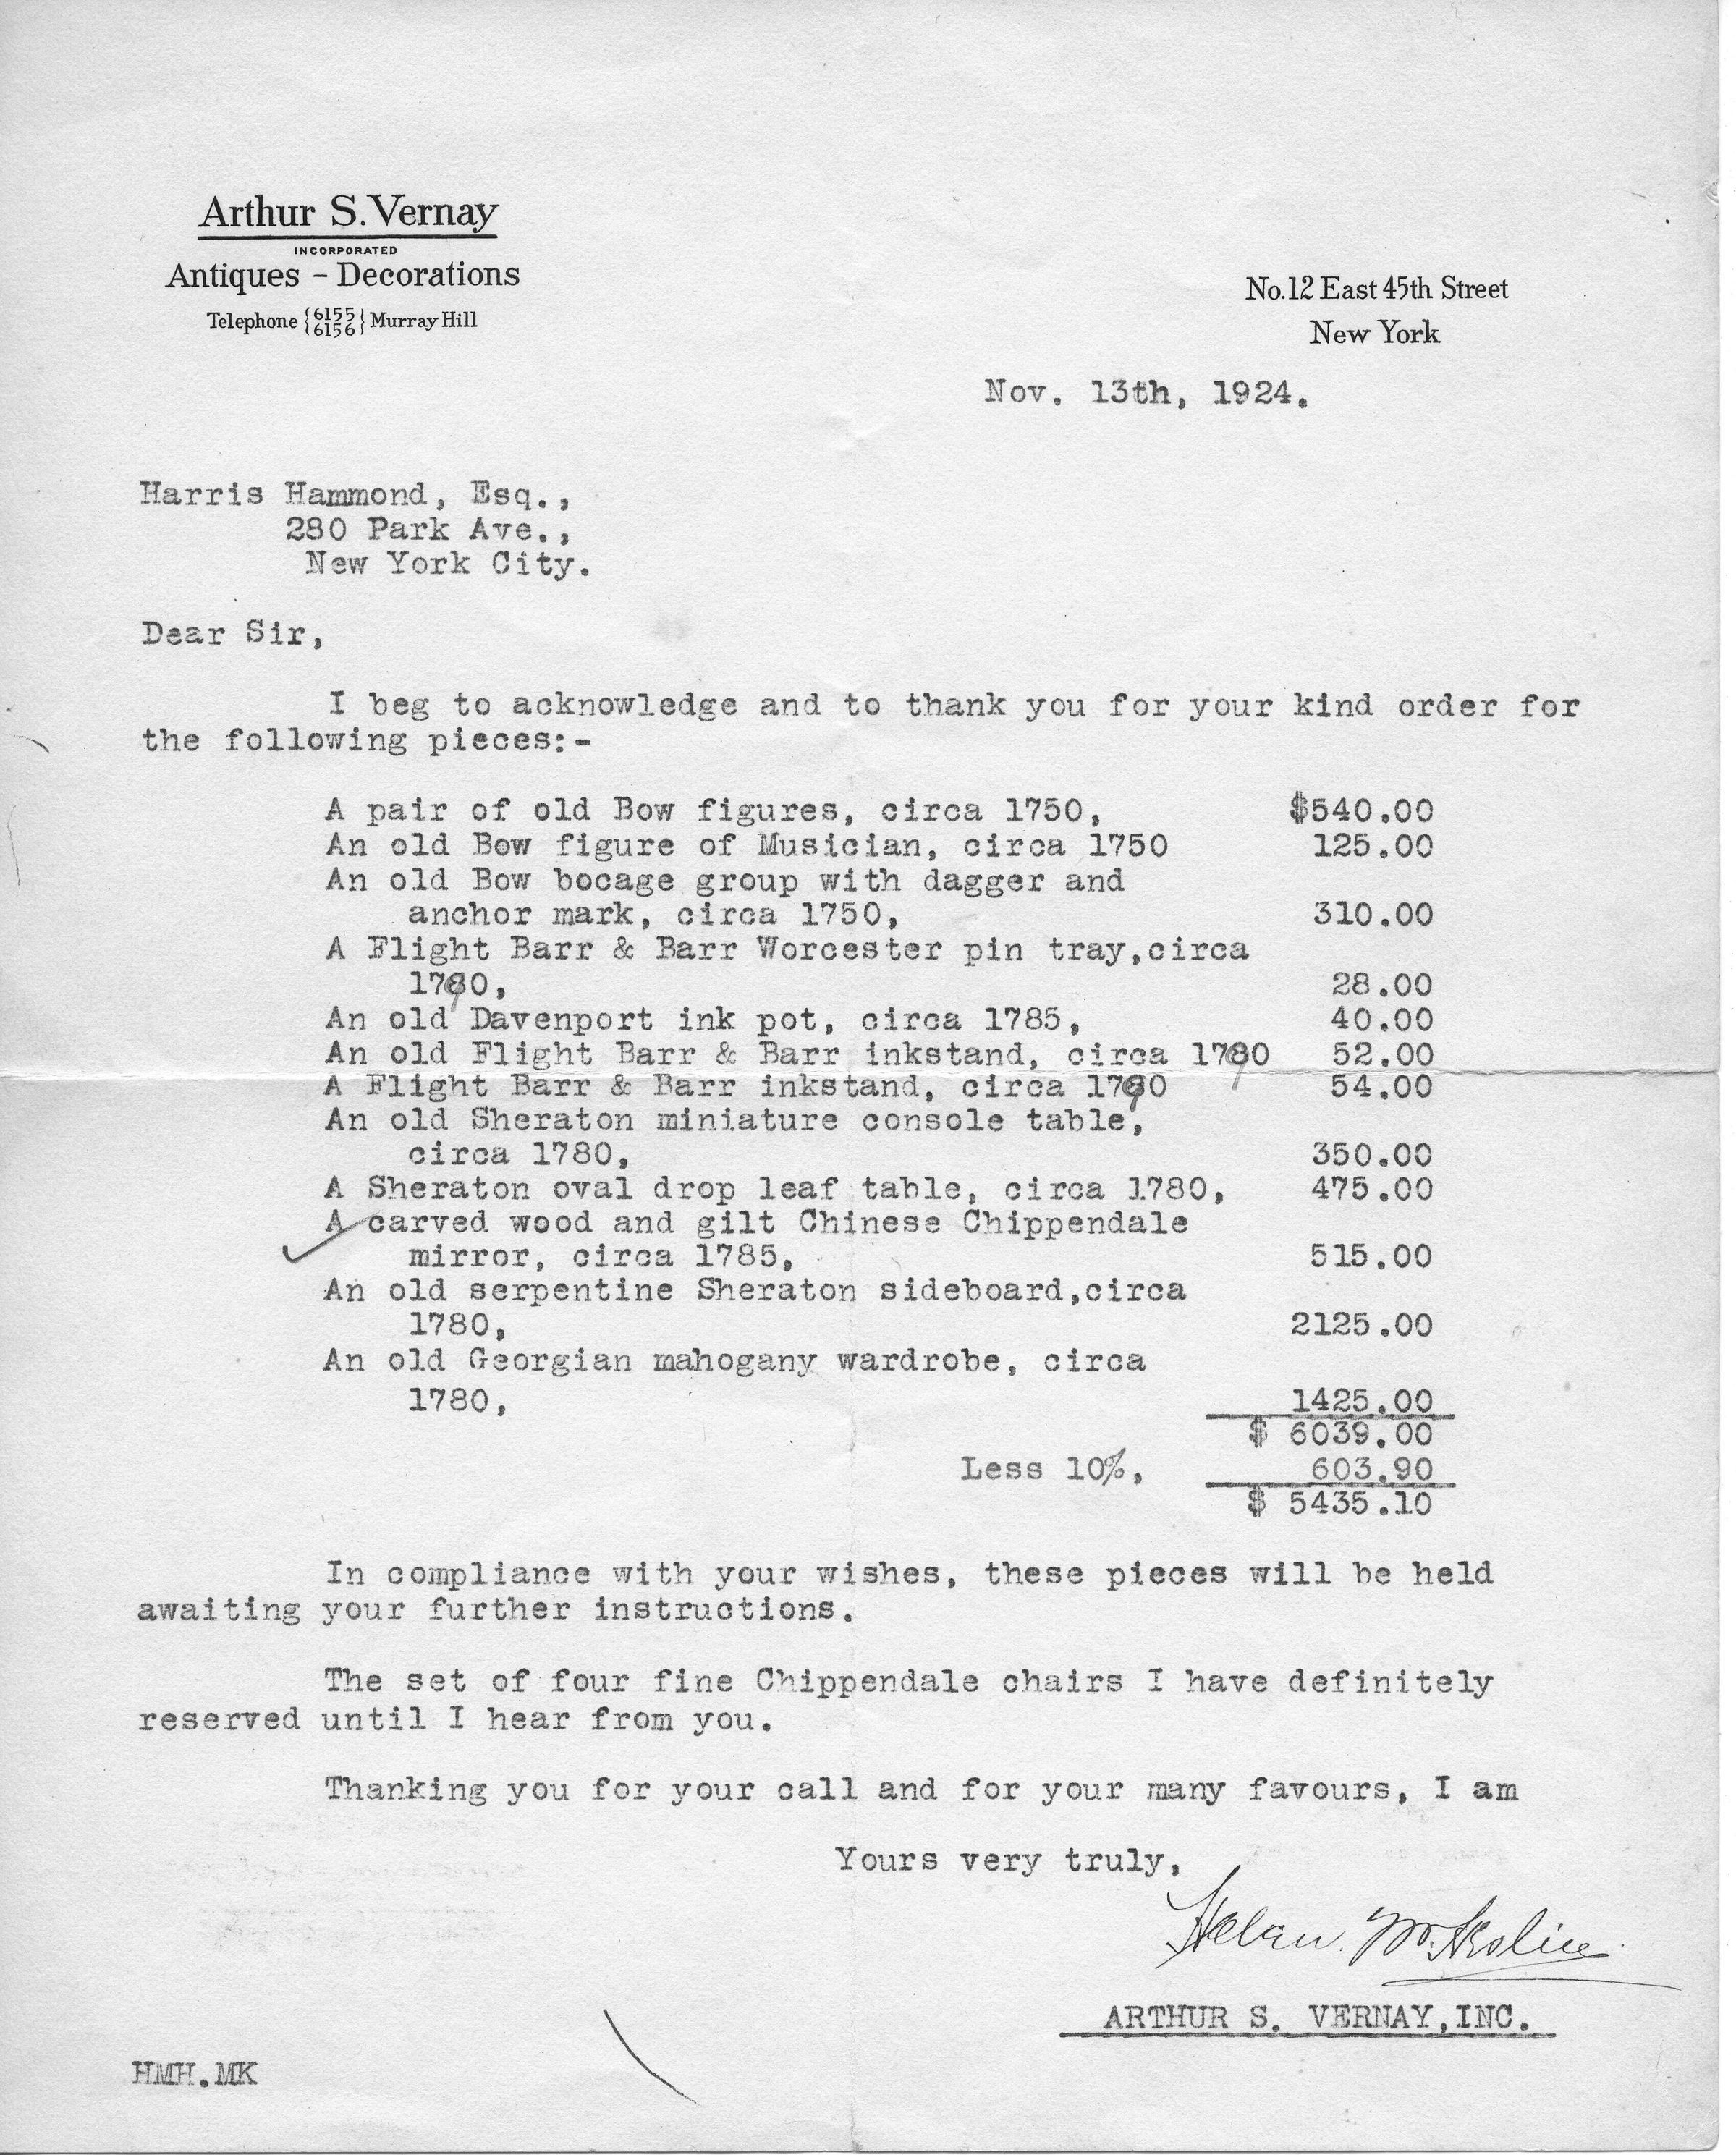 Arthur S. Vernay
INCORPORATED
Antiques - Decorations
Telephone {6155 6156} Murray Hill
No. 12 East 45th Street
New York
Nov. 13th, 1924.
Harris Hammond, Esq.,
280 Park Ave.,
New York City.
Dear Sir,
I beg to acknowledge and to thank you for your kind order for
the following pieces:-
A pair of old Bow figures, circa 1750, $540.00
An old Bow figure of Musician, circa 1750 125.00
An old Bow bocage group with dagger and
anchor mark, circa 1750, 310.00
A Flight Barr & Barr Worcester pin tray,circa
1790, 28.00
An old Davenport ink pot, circa 1785, 40.00
An old Flight Barr & Barr inkstand, circa 1790 52.00
A Flight Barr & Barr inkstand, circa 1790 54.00
An old Sheraton miniature console table,
circa 1780, 350.00
A Sheraton oval drop leaf table, circa 1780, 475.00
A carved wood and gilt Chinese Chippendale
mirror, circa 1785, 515.00
An old serpentine Sheraton sideboard,circa
1780, 2125.00
An old Georgian mahogany wardrobe, circa
1780, 1425.00
$ 6039.00
Less 10%, 603.90
$ 5435.10
In compliance with your wishes, these pieces will be held
awaiting your further instructions.
The set of four fine Chippendale chairs I have definitely
reserved until I hear from you.
Thanking you for your call and for your many favours, I am
Yours very truly,
Helen. M.
ARTHUR S. VERNAY,INC.
HMH.MK